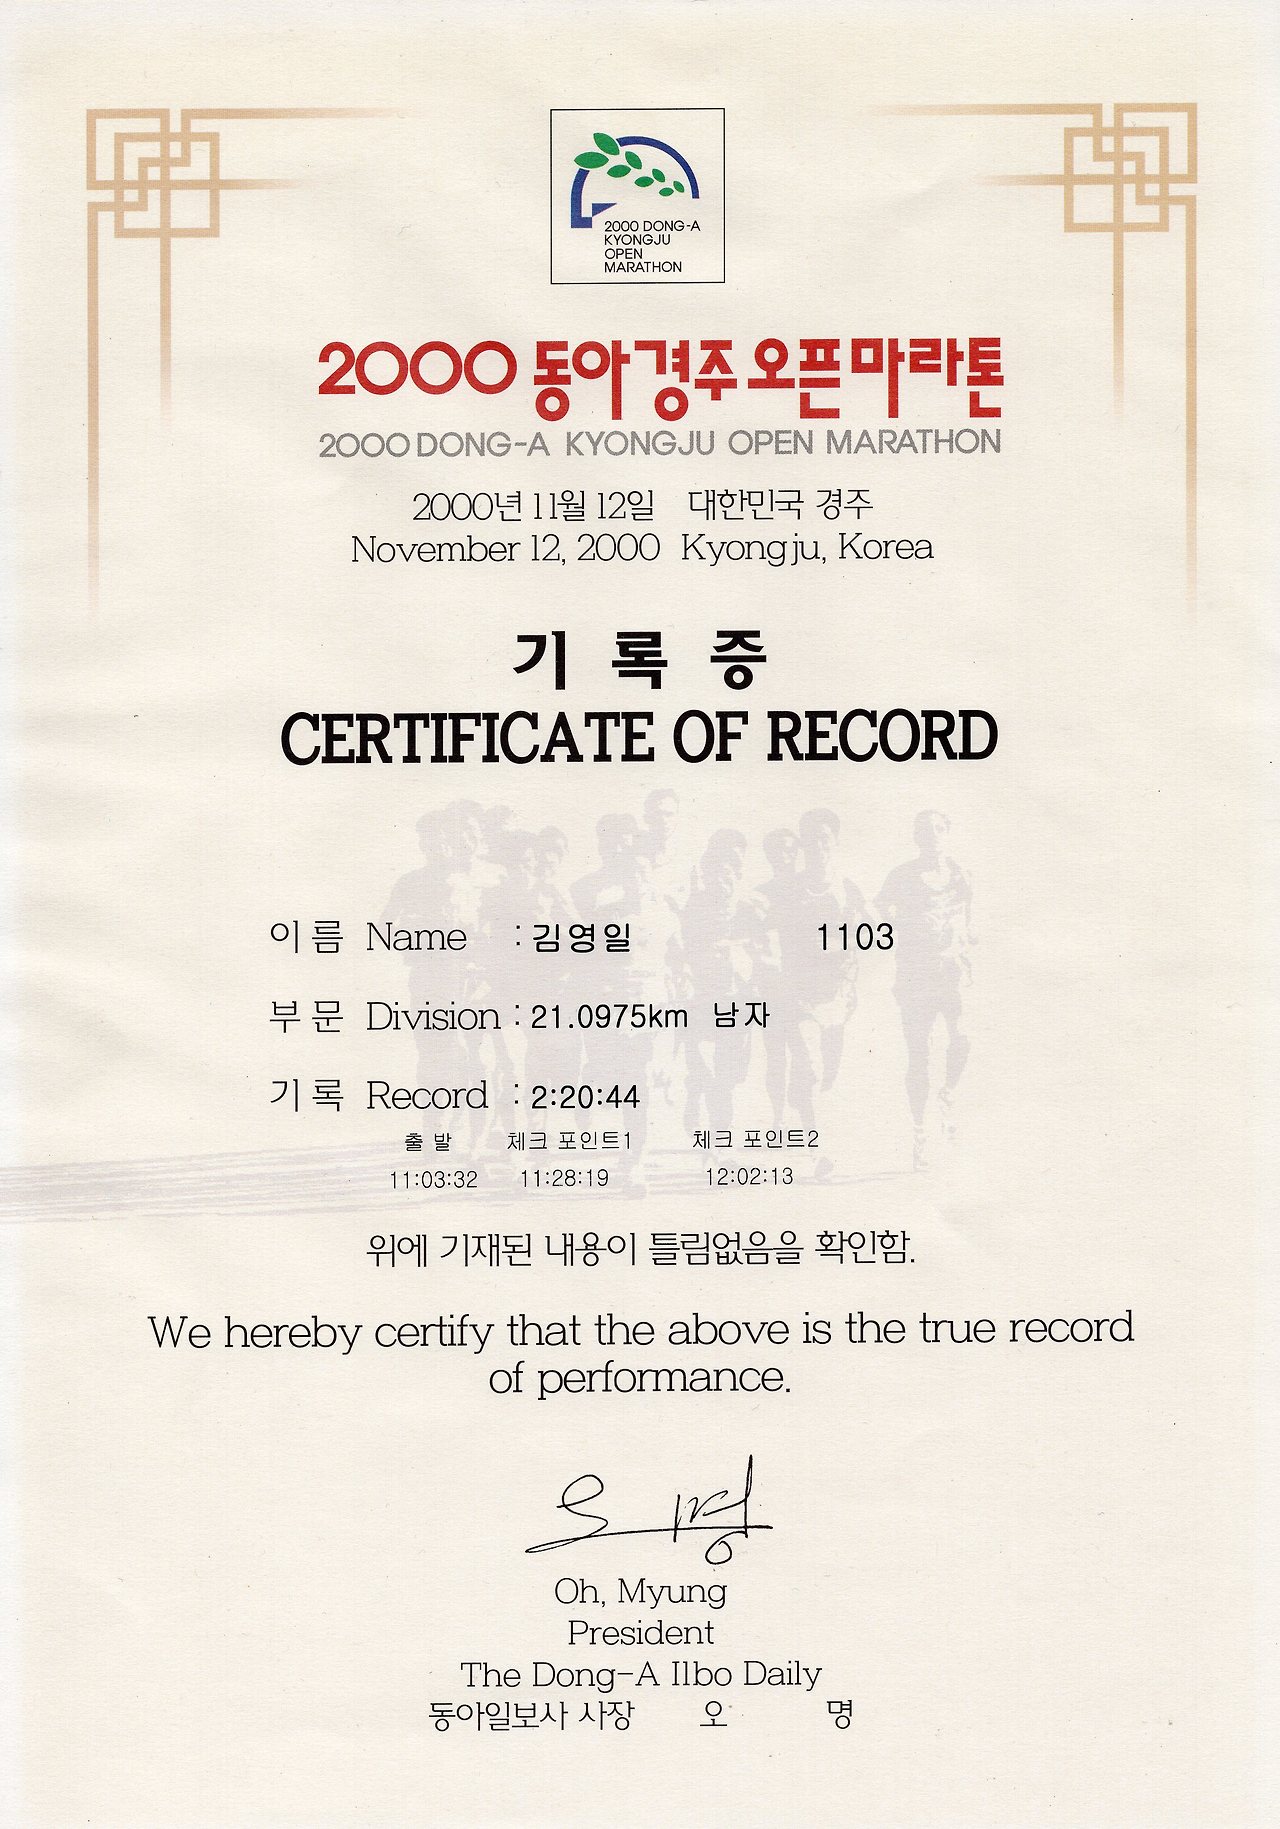 2000 DONG-A
KYONGJU
OPEN
MARATHON
2000 동아경주오픈마라톤
2000 DONG-A KYONGJU OPEN MARATHON
2000년 11월 12일 대한민국 경주
November 12, 2000 Kyongju, Korea
기 록 증
CERTIFICATE OF RECORD
이 름 Name : 김영일 1103
부 문 Division : 21.0975km 남자
기 록 Record : 2:20:44
출 발 체크 포인트1 체크 포인트2
11:03:32 11:28:19 12:02:13
위에 기재된 내용이 틀림없음을 확인함.
We hereby certify that the above is the true record
of performance.
오 명
Oh, Myung
President
The Dong-A Ilbo Daily
동아일보사 사장 오 명